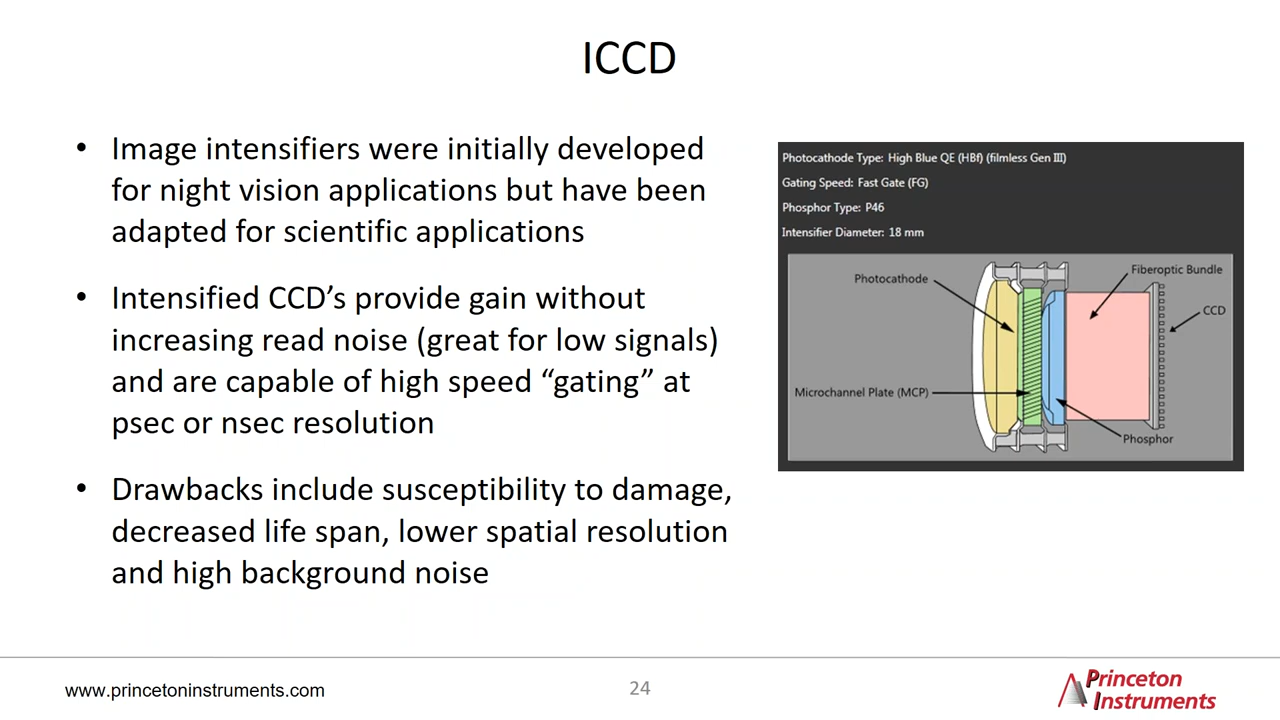 ICCD
• Image intensifiers were initially developed
for night vision applications but have been
adapted for scientific applications
• Intensified CCD’s provide gain without
increasing read noise (great for low signals)
and are capable of high speed “gating” at
psec or nsec resolution
• Drawbacks include susceptibility to damage,
decreased life span, lower spatial resolution
and high background noise
Photocathode Type: High Blue QE (HBf) (filmless Gen III)
Gating Speed: Fast Gate (FG)
Phosphor Type: P46
Intensifier Diameter: 18 mm
Photocathode
Fiberoptic Bundle
CCD
Microchannel Plate (MCP)
Phosphor
www.princetoninstruments.com
24
Princeton
Instruments